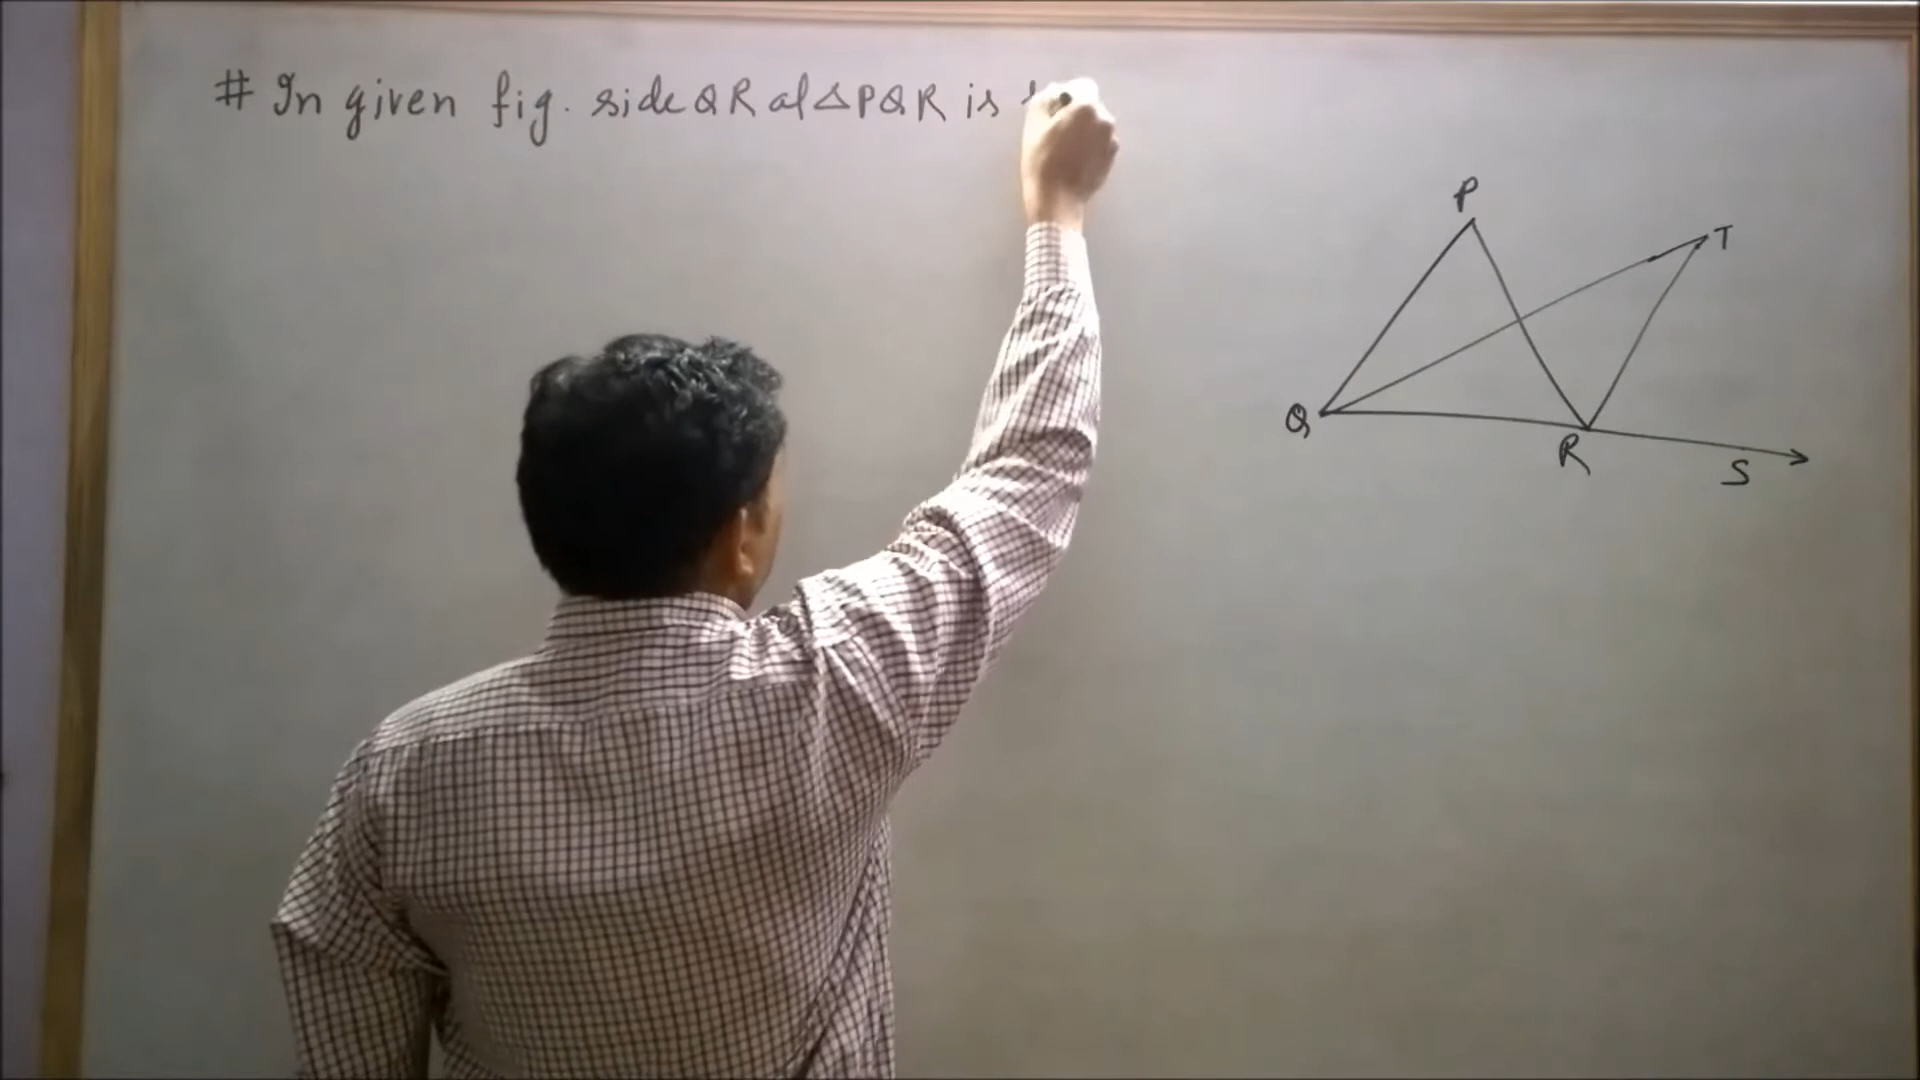 # In given fig. side QR of △PQR is
P
T
Q
R
S